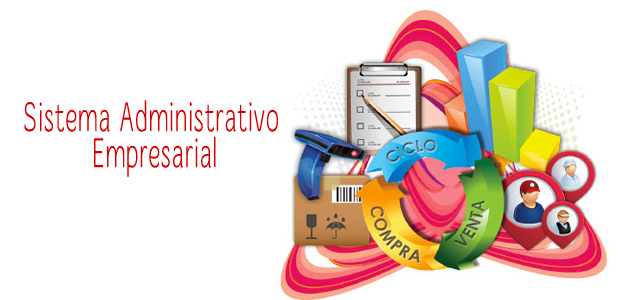 Sistema Administrativo
Empresarial
CICLO
COMPRA
VENTA